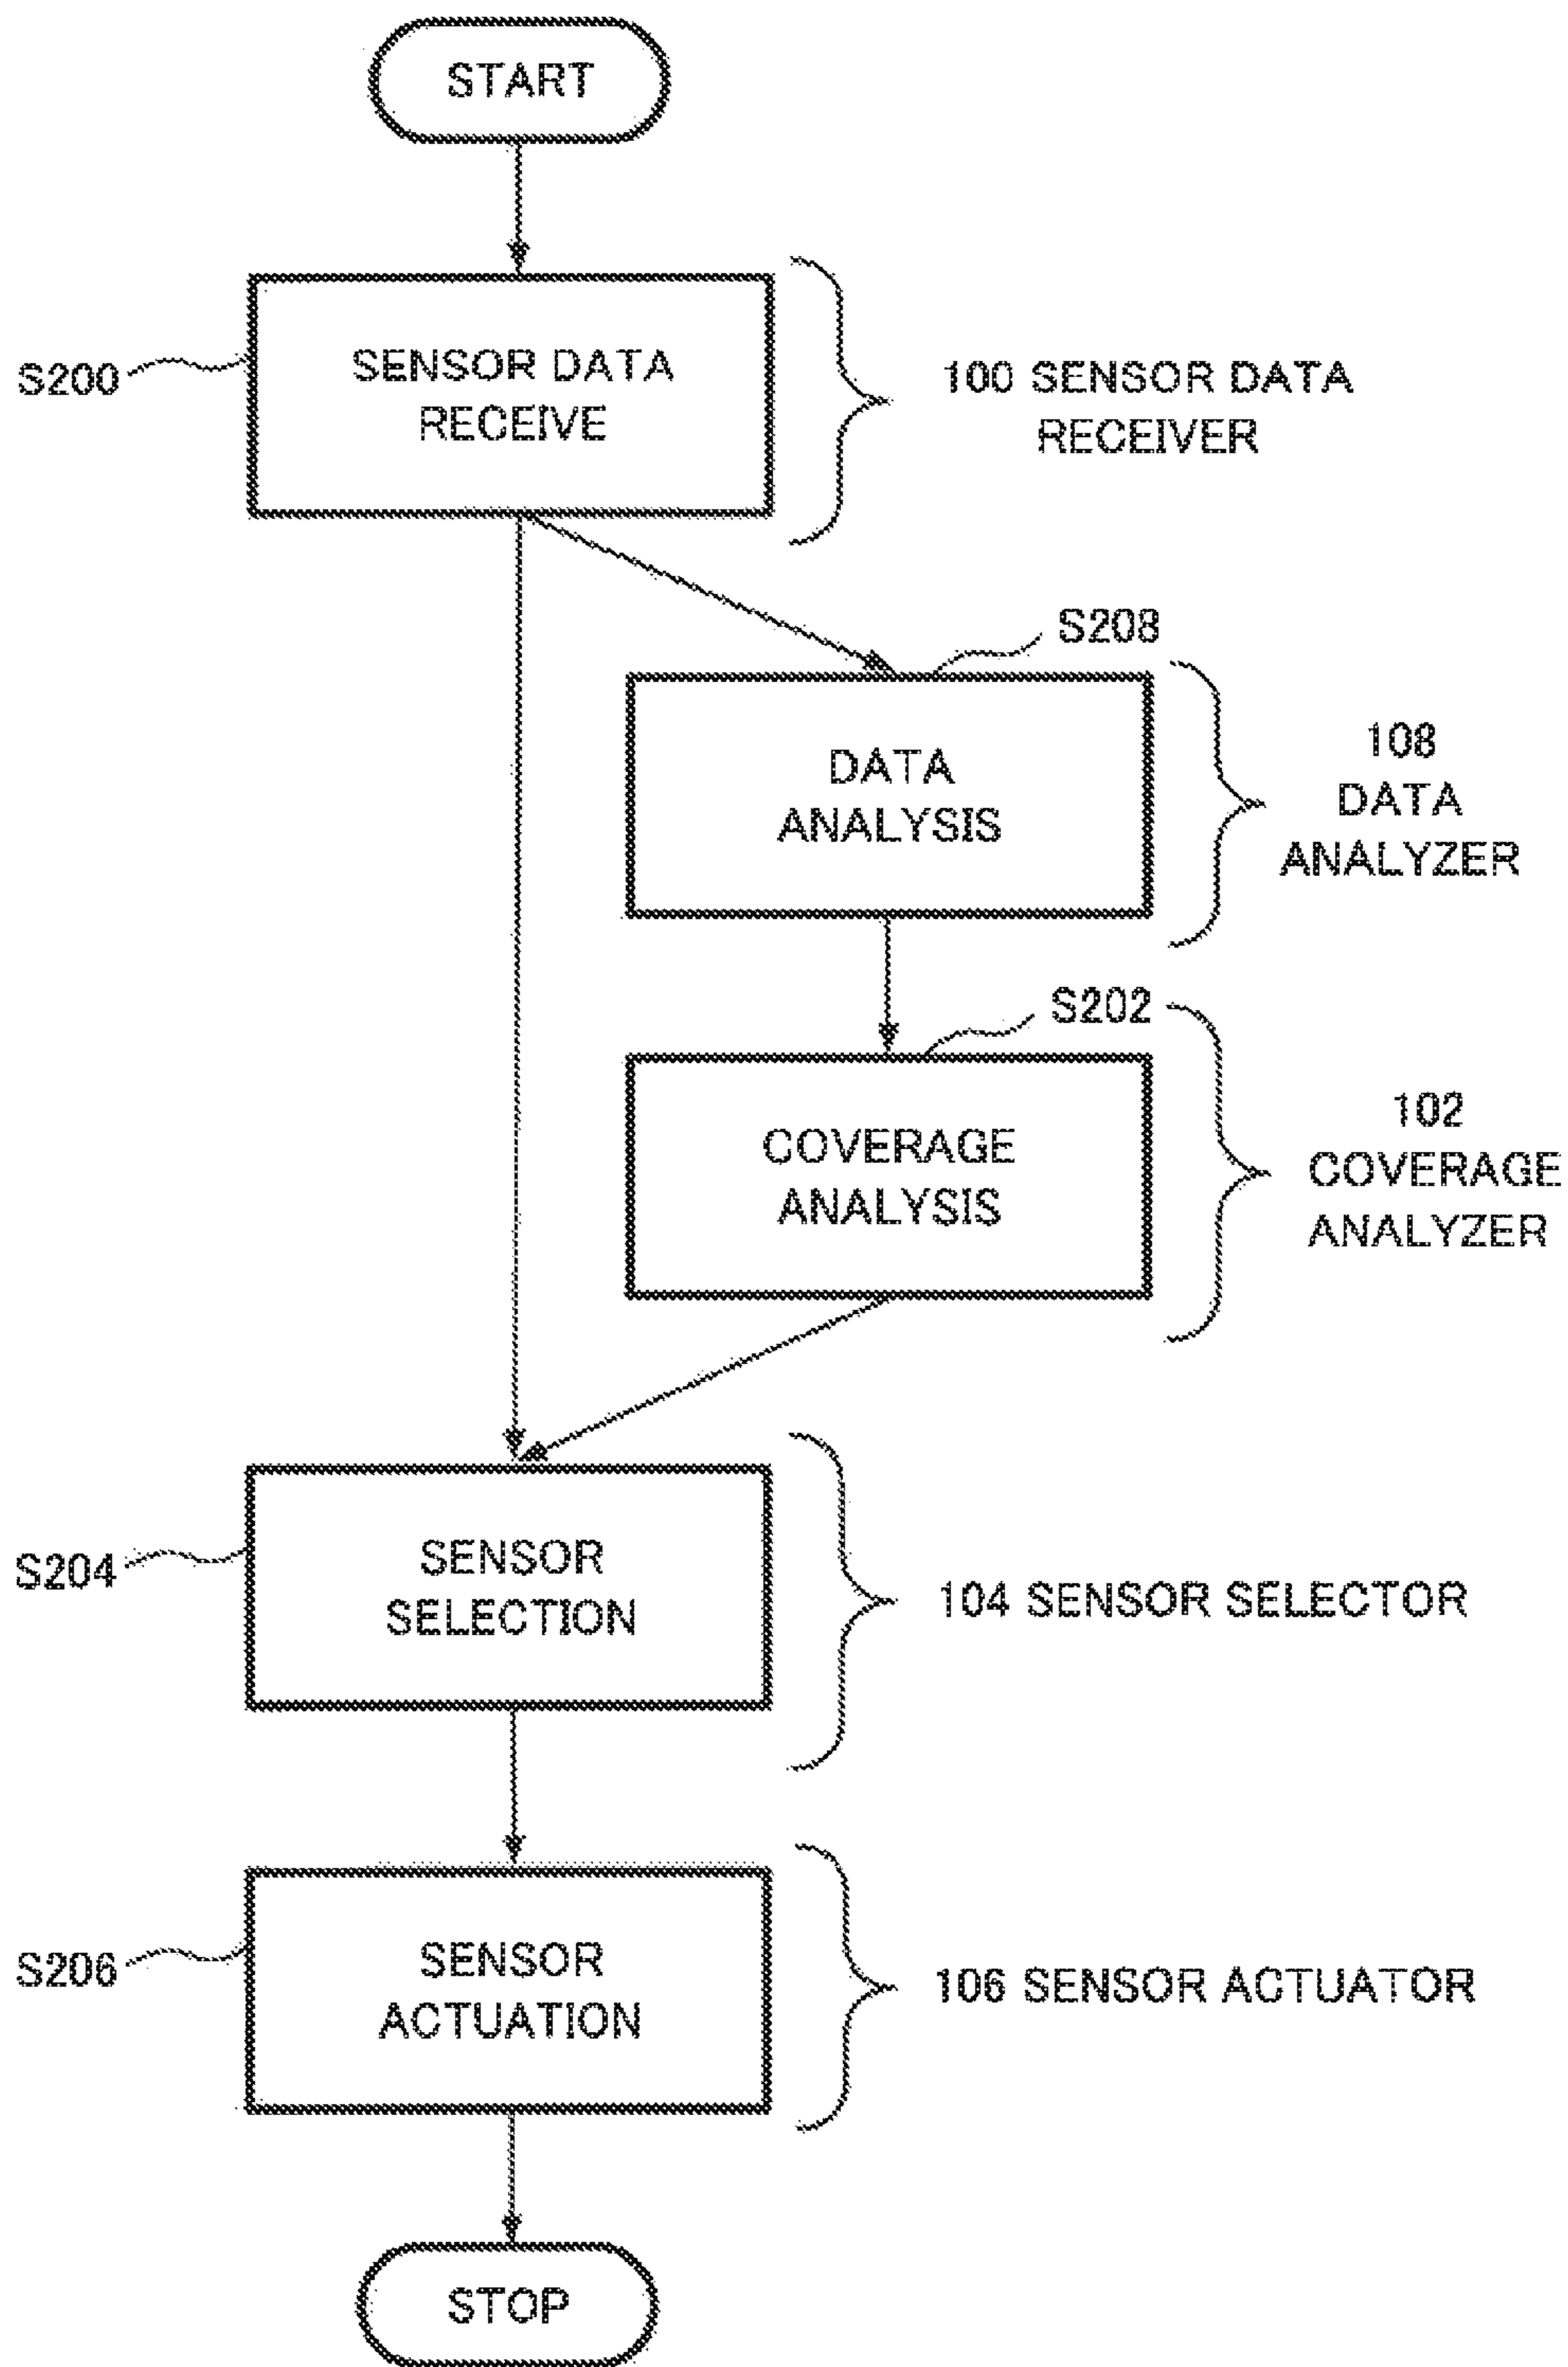 START
S200
SENSOR DATA
RECEIVE
100 SENSOR DATA
RECEIVER
S208
DATA
ANALYSIS
108
DATA
ANALYZER
S202
COVERAGE
ANALYSIS
102
COVERAGE
ANALYZER
S204
SENSOR
SELECTION
104 SENSOR SELECTOR
S206
SENSOR
ACTUATION
106 SENSOR ACTUATOR
STOP